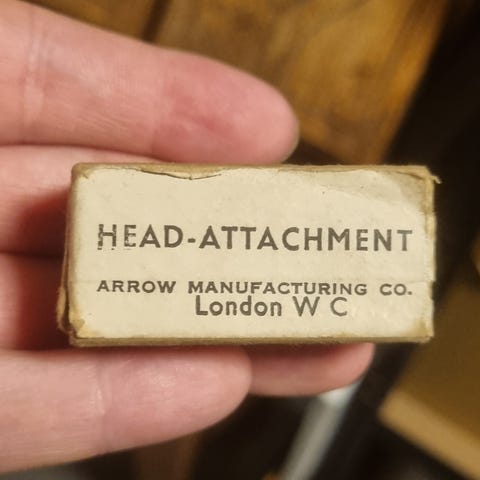 HEAD-ATTACHMENT
ARROW MANUFACTURING CO.
London W C